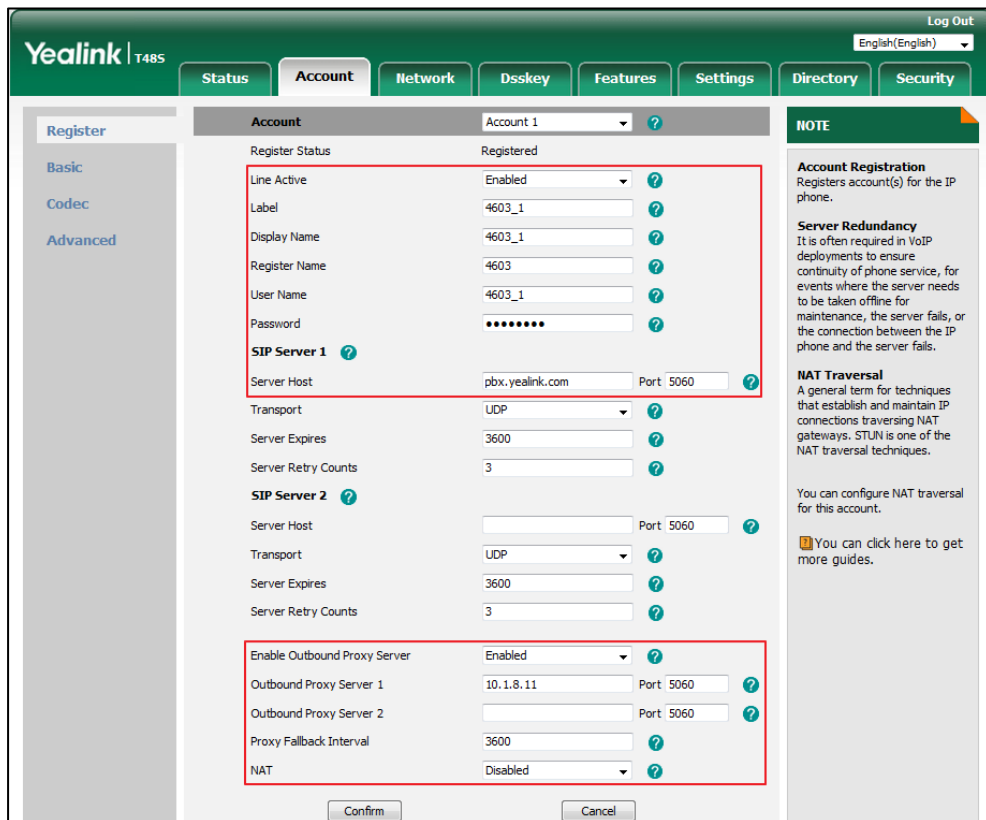 Log Out
Yealink | T48S
English(English)
Status Account Network Dsskey Features Settings Directory Security
Register
Basic
Codec
Advanced
Account Account 1
Register Status Registered
Line Active Enabled
Label 4603_1
Display Name 4603_1
Register Name 4603
User Name 4603_1
Password ••••••••
SIP Server 1
Server Host pbx.yealink.com Port 5060
Transport UDP
Server Expires 3600
Server Retry Counts 3
SIP Server 2
Server Host Port 5060
Transport UDP
Server Expires 3600
Server Retry Counts 3
Enable Outbound Proxy Server Enabled
Outbound Proxy Server 1 10.1.8.11 Port 5060
Outbound Proxy Server 2 Port 5060
Proxy Fallback Interval 3600
NAT Disabled
Confirm Cancel
NOTE
Account Registration
Registers account(s) for the IP
phone.
Server Redundancy
It is often required in VoIP
deployments to ensure
continuity of phone service, for
events where the server needs
to be taken offline for
maintenance, the server fails, or
the connection between the IP
phone and the server fails.
NAT Traversal
A general term for techniques
that establish and maintain IP
connections traversing NAT
gateways. STUN is one of the
NAT traversal techniques.
You can configure NAT traversal
for this account.
You can click here to get
more guides.